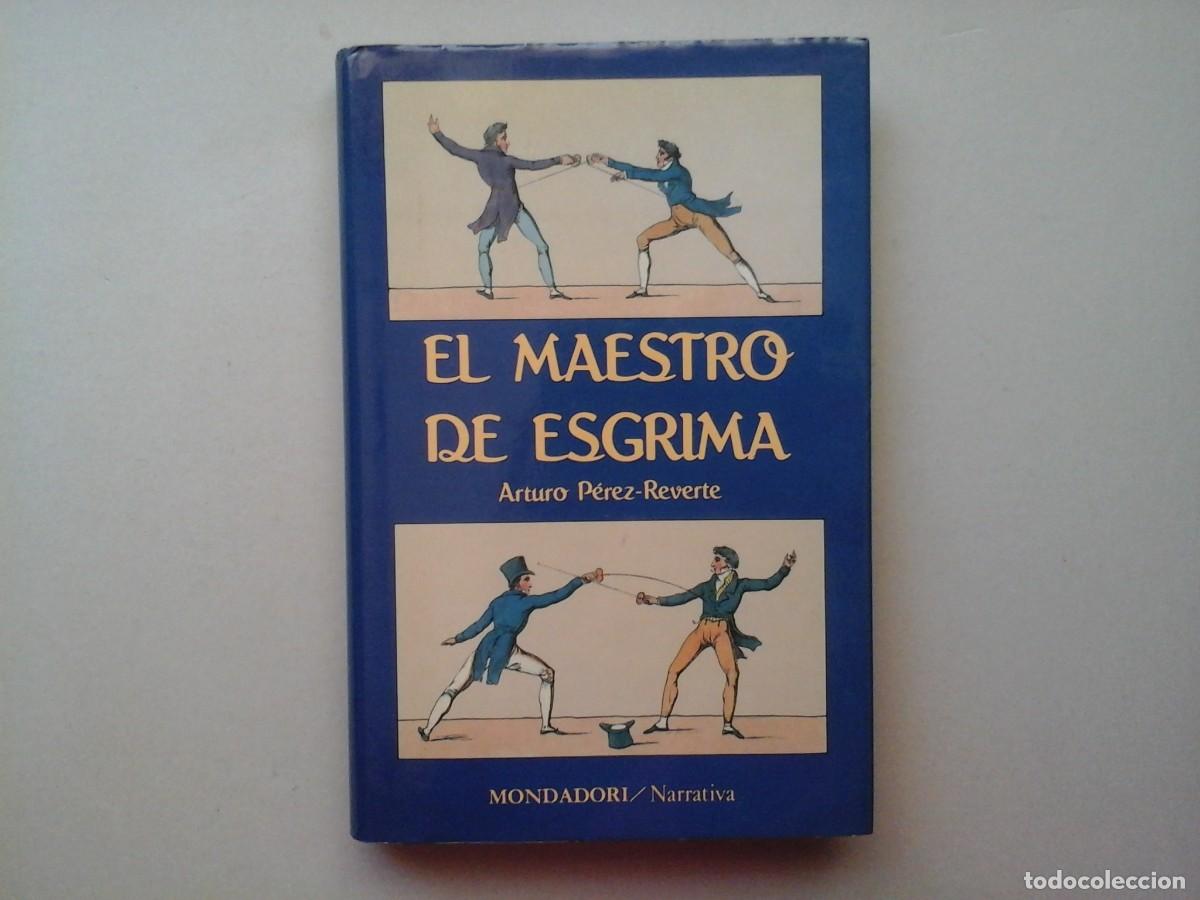 EL MAESTRO
DE ESGRIMA
Arturo Pérez-Reverte
MONDADORI/Narrativa
todocoleccion